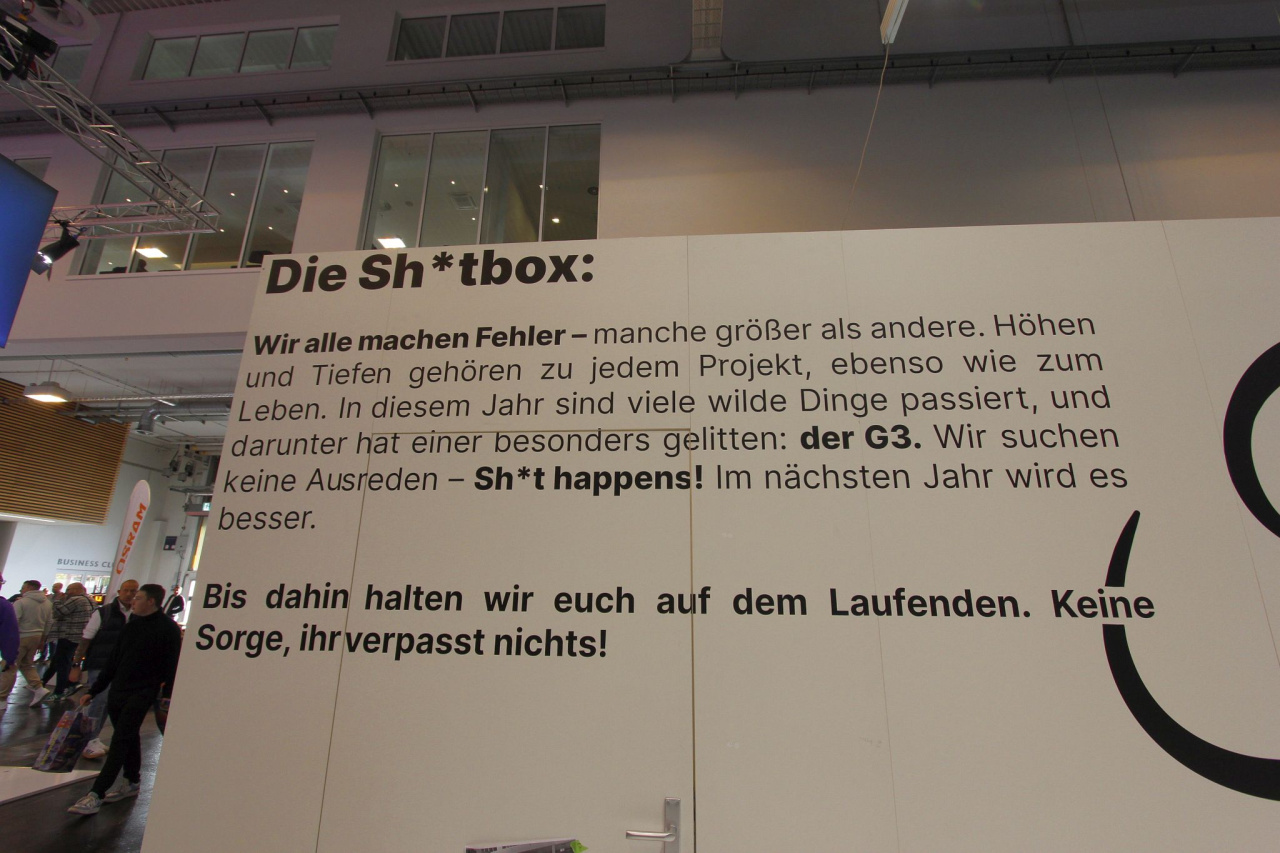 Die Sh*tbox:
Wir alle machen Fehler – manche größer als andere. Höhen
und Tiefen gehören zu jedem Projekt, ebenso wie zum
Leben. In diesem Jahr sind viele wilde Dinge passiert, und
darunter hat einer besonders gelitten: der G3. Wir suchen
keine Ausreden – Sh*t happens! Im nächsten Jahr wird es
besser.
Bis dahin halten wir euch auf dem Laufenden. Keine
Sorge, ihr verpasst nichts!
OSRAM
BUSINESS